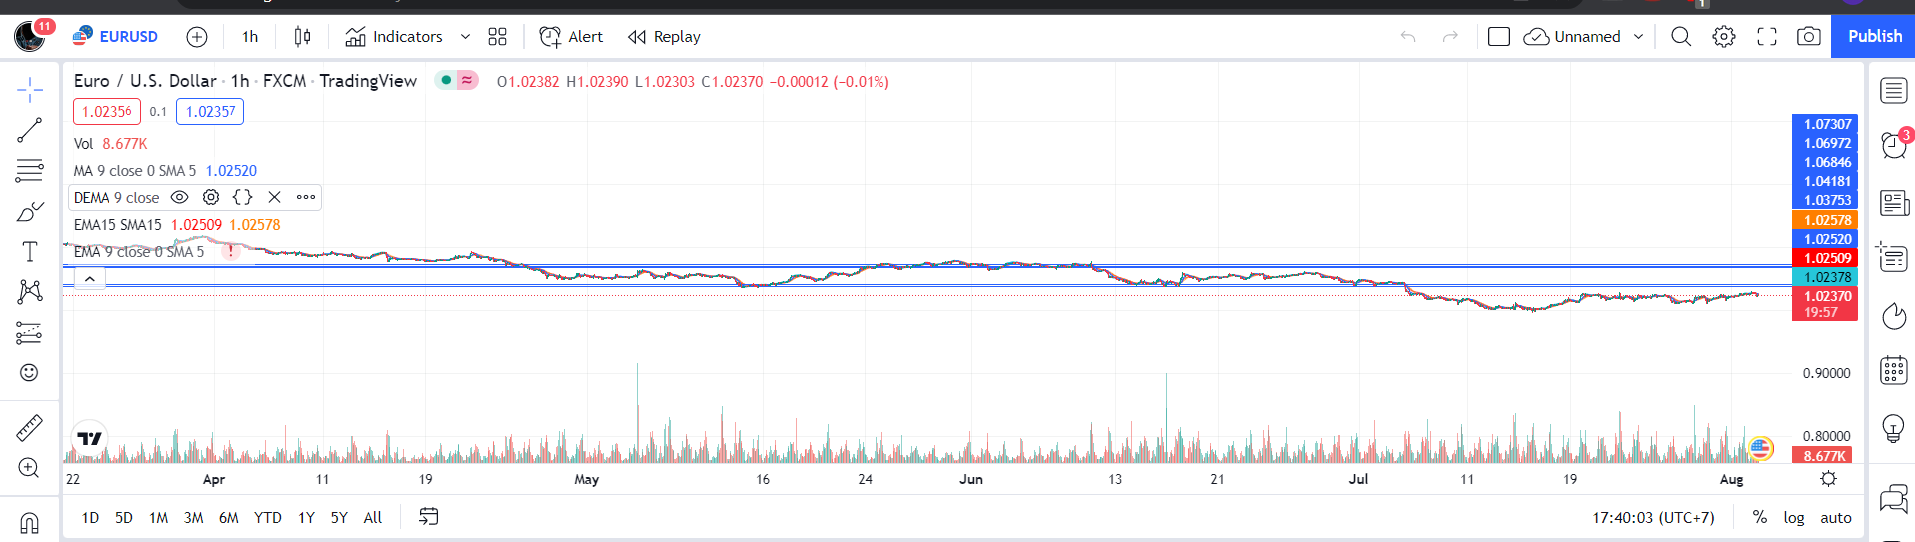 1
11
EURUSD 1h Indicators Alert Replay Unnamed Publish
Euro / U.S. Dollar · 1h · FXCM · TradingView O1.02382 H1.02390 L1.02303 C1.02370 −0.00012 (−0.01%)
1.02356 0.1 1.02357
Vol 8.677K
MA 9 close 0 SMA 5 1.02520
DEMA 9 close
EMA15 SMA15 1.02509 1.02578
EMA 9 close 0 SMA 5 !
1.07307
1.06972
1.06846
1.04181
1.03753
1.02578
1.02520
1.02509
1.02378
1.02370
19:57
0.90000
0.80000
8.677K
3
22 Apr 11 19 May 16 24 Jun 13 21 Jul 11 19 Aug
1D 5D 1M 3M 6M YTD 1Y 5Y All 17:40:03 (UTC+7) % log auto